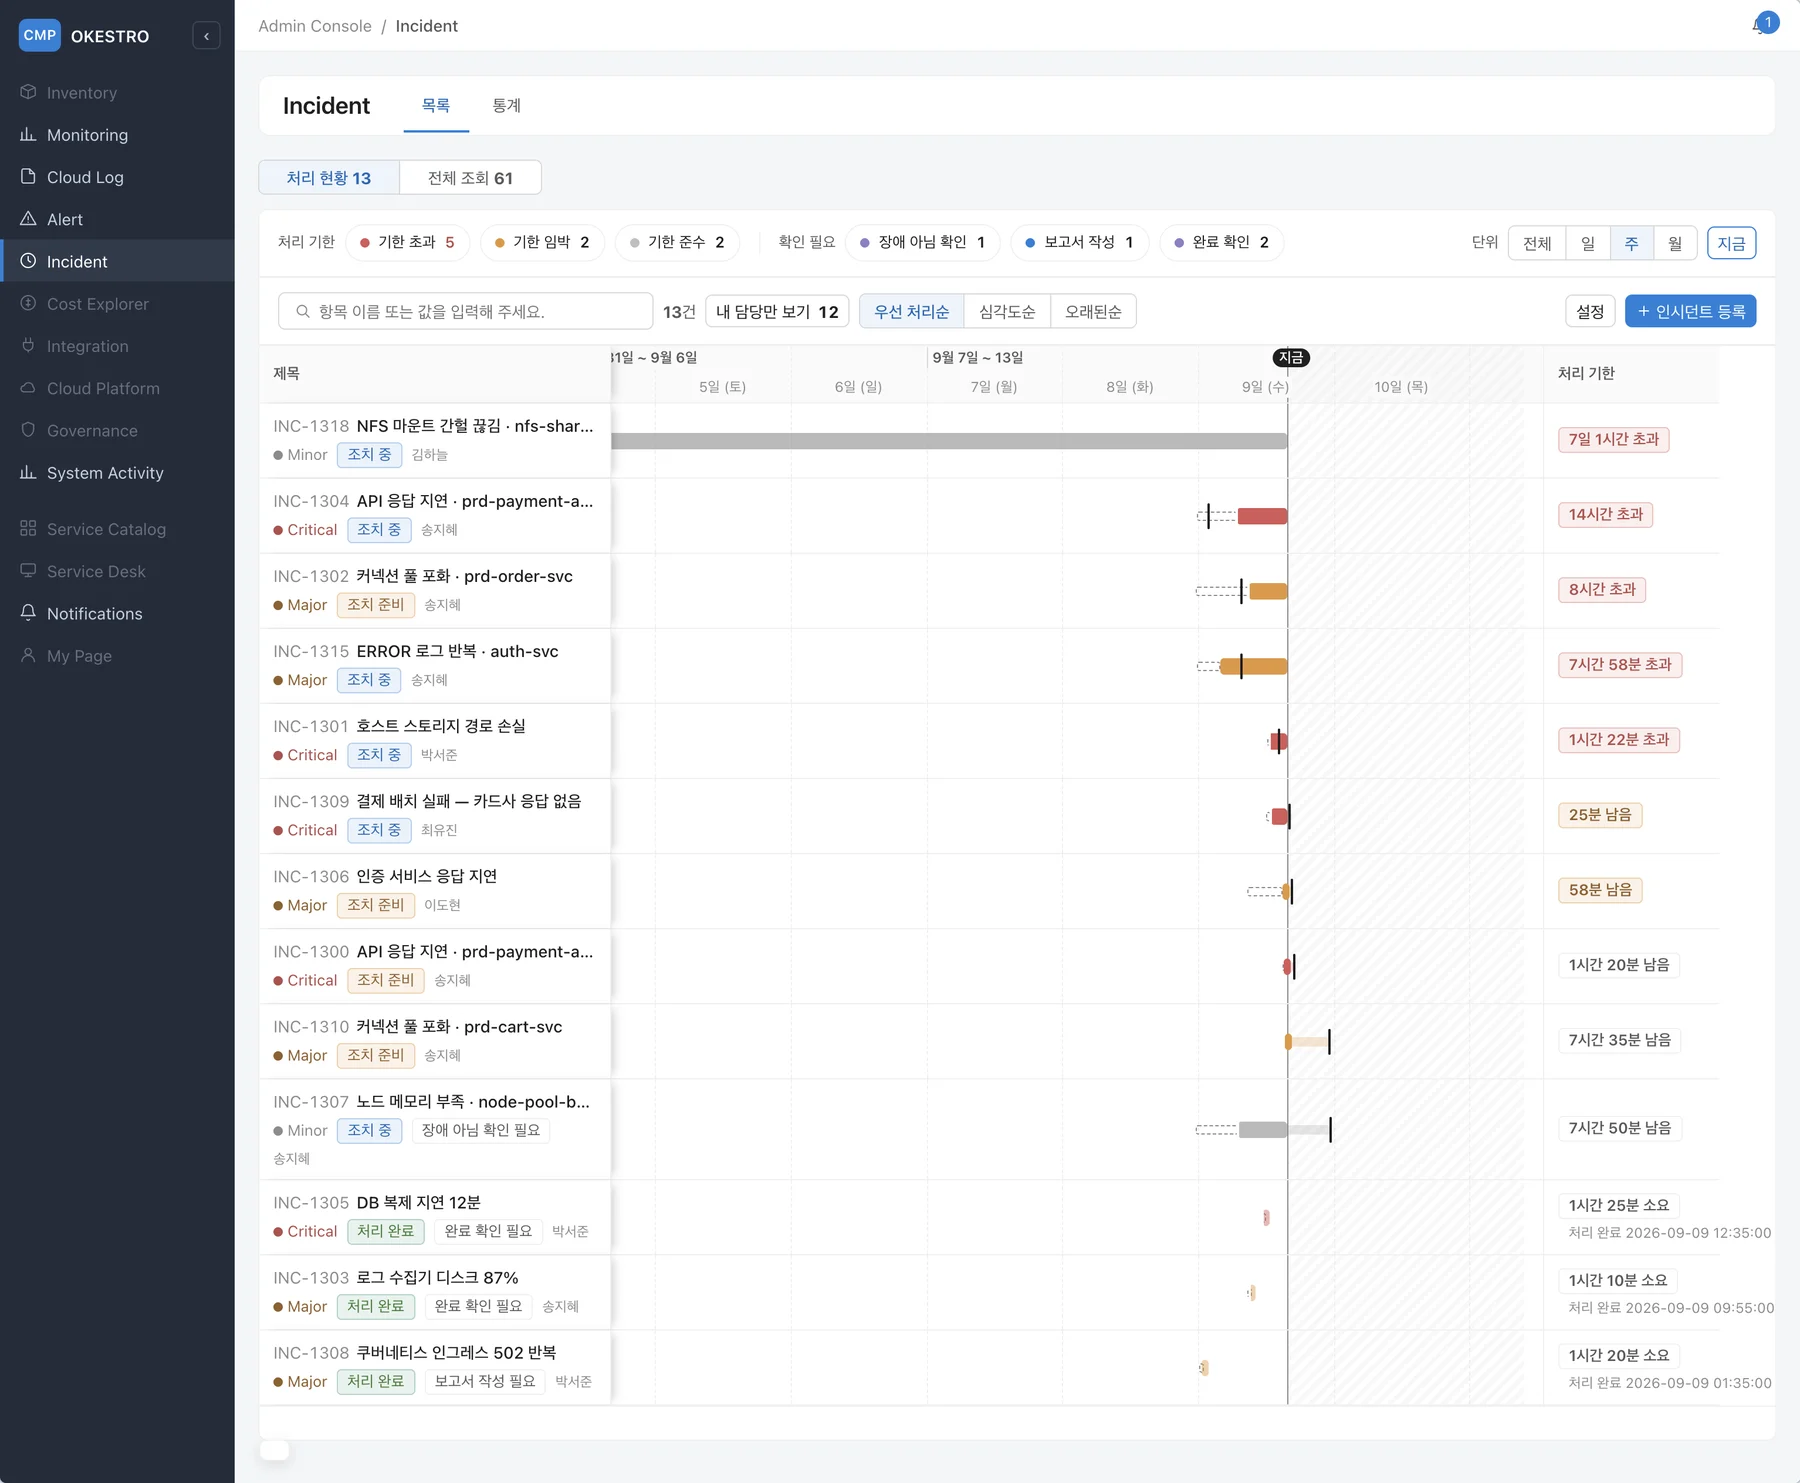 CMP OKESTRO
Inventory
Monitoring
Cloud Log
Alert
Incident
Cost Explorer
Integration
Cloud Platform
Governance
System Activity
Service Catalog
Service Desk
Notifications
My Page
Admin Console / Incident
1
Incident 목록 통계
처리 현황 13 전체 조회 61
처리 기한 기한 초과 5 기한 임박 2 기한 준수 2 확인 필요 장애 아님 확인 1 보고서 작성 1 완료 확인 2 단위 전체 일 주 월 지금
항목 이름 또는 값을 입력해 주세요. 13건 내 담당만 보기 12 우선 처리순 심각도순 오래된순 설정 + 인시던트 등록
제목 31일 ~ 9월 6일 9월 7일 ~ 13일 지금 처리 기한
5일 (토) 6일 (일) 7일 (월) 8일 (화) 9일 (수) 10일 (목)
INC-1318 NFS 마운트 간헐 끊김 · nfs-shar...
Minor 조치 중 김하늘
7일 1시간 초과
INC-1304 API 응답 지연 · prd-payment-a...
Critical 조치 중 송지혜
14시간 초과
INC-1302 커넥션 풀 포화 · prd-order-svc
Major 조치 준비 송지혜
8시간 초과
INC-1315 ERROR 로그 반복 · auth-svc
Major 조치 중 송지혜
7시간 58분 초과
INC-1301 호스트 스토리지 경로 손실
Critical 조치 중 박서준
1시간 22분 초과
INC-1309 결제 배치 실패 — 카드사 응답 없음
Critical 조치 중 최유진
25분 남음
INC-1306 인증 서비스 응답 지연
Major 조치 준비 이도현
58분 남음
INC-1300 API 응답 지연 · prd-payment-a...
Critical 조치 준비 송지혜
1시간 20분 남음
INC-1310 커넥션 풀 포화 · prd-cart-svc
Major 조치 준비 송지혜
7시간 35분 남음
INC-1307 노드 메모리 부족 · node-pool-b...
Minor 조치 중 장애 아님 확인 필요
송지혜
7시간 50분 남음
INC-1305 DB 복제 지연 12분
Critical 처리 완료 완료 확인 필요 박서준
1시간 25분 소요
처리 완료 2026-09-09 12:35:00
INC-1303 로그 수집기 디스크 87%
Major 처리 완료 완료 확인 필요 송지혜
1시간 10분 소요
처리 완료 2026-09-09 09:55:00
INC-1308 쿠버네티스 인그레스 502 반복
Major 처리 완료 보고서 작성 필요 박서준
1시간 20분 소요
처리 완료 2026-09-09 01:35:00